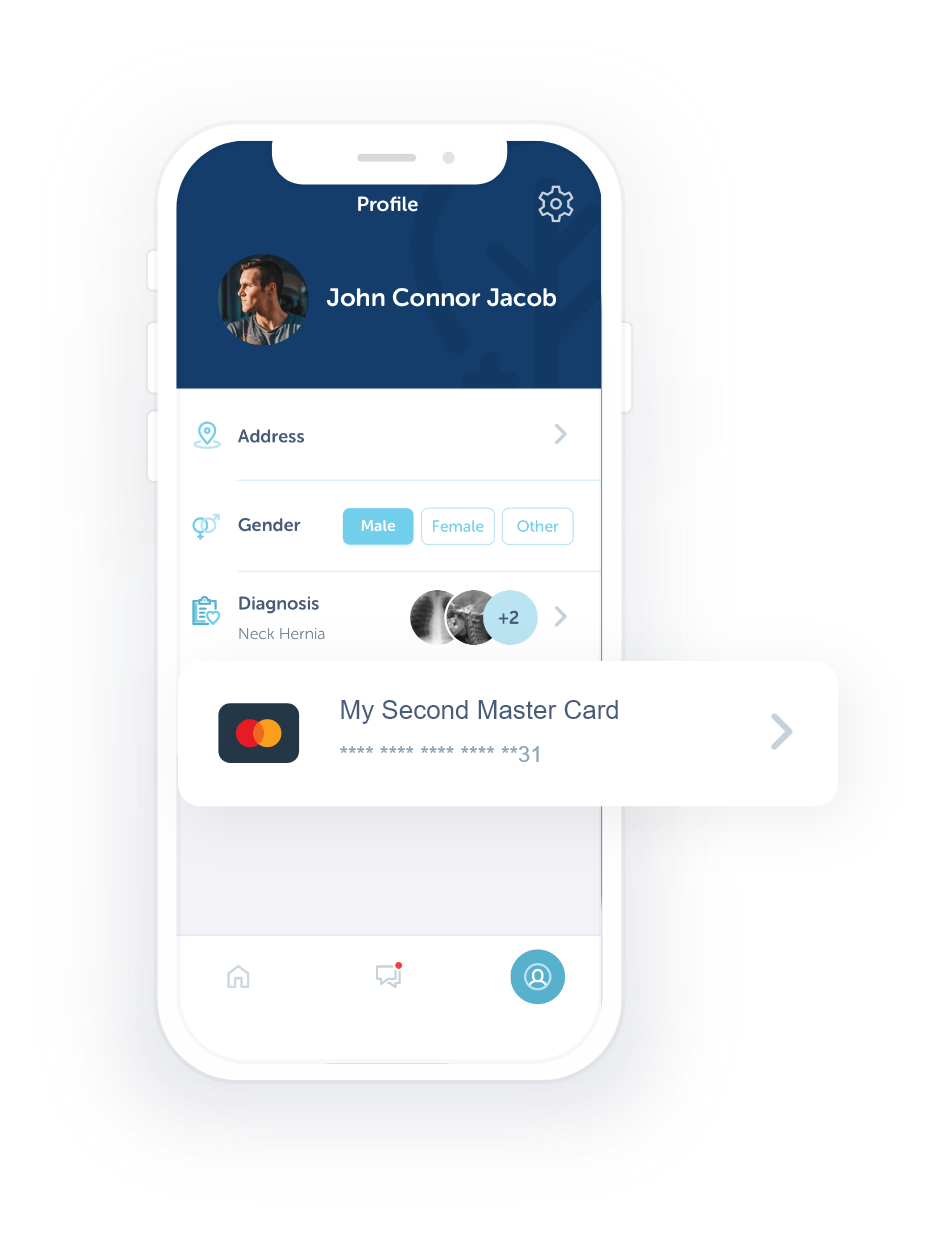 Profile
John Connor Jacob
Address
Gender Male Female Other
Diagnosis
Neck Hernia
+2
My Second Master Card
**** **** **** **** **31